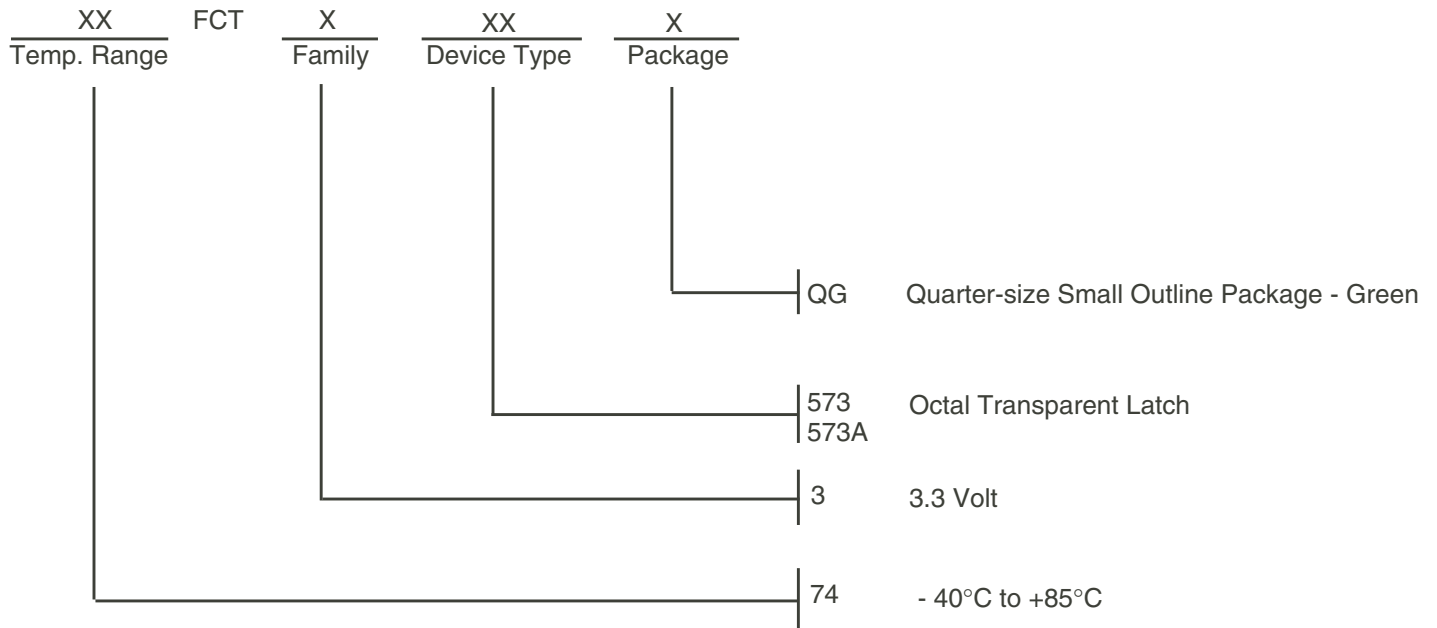 XX FCT X XX X
Temp. Range Family Device Type Package
QG Quarter-size Small Outline Package - Green
573 Octal Transparent Latch
573A
3 3.3 Volt
74 - 40°C to +85°C